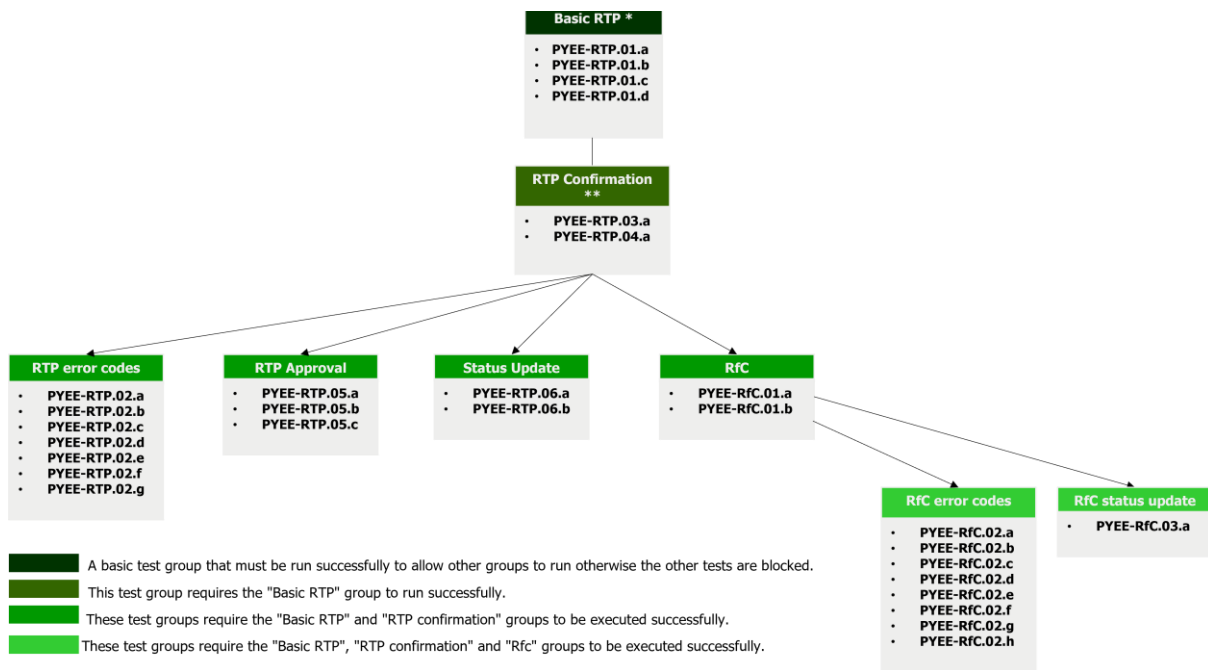 Basic RTP *
• PYEE-RTP.01.a
• PYEE-RTP.01.b
• PYEE-RTP.01.c
• PYEE-RTP.01.d
RTP Confirmation
**
• PYEE-RTP.03.a
• PYEE-RTP.04.a
RTP error codes
• PYEE-RTP.02.a
• PYEE-RTP.02.b
• PYEE-RTP.02.c
• PYEE-RTP.02.d
• PYEE-RTP.02.e
• PYEE-RTP.02.f
• PYEE-RTP.02.g
RTP Approval
• PYEE-RTP.05.a
• PYEE-RTP.05.b
• PYEE-RTP.05.c
Status Update
• PYEE-RTP.06.a
• PYEE-RTP.06.b
RfC
• PYEE-RfC.01.a
• PYEE-RfC.01.b
RfC error codes
• PYEE-RfC.02.a
• PYEE-RfC.02.b
• PYEE-RfC.02.c
• PYEE-RfC.02.d
• PYEE-RfC.02.e
• PYEE-RfC.02.f
• PYEE-RfC.02.g
• PYEE-RfC.02.h
RfC status update
• PYEE-RfC.03.a
A basic test group that must be run successfully to allow other groups to run otherwise the other tests are blocked.
This test group requires the "Basic RTP" group to run successfully.
These test groups require the "Basic RTP" and "RTP confirmation" groups to be executed successfully.
These test groups require the "Basic RTP", "RTP confirmation" and "Rfc" groups to be executed successfully.